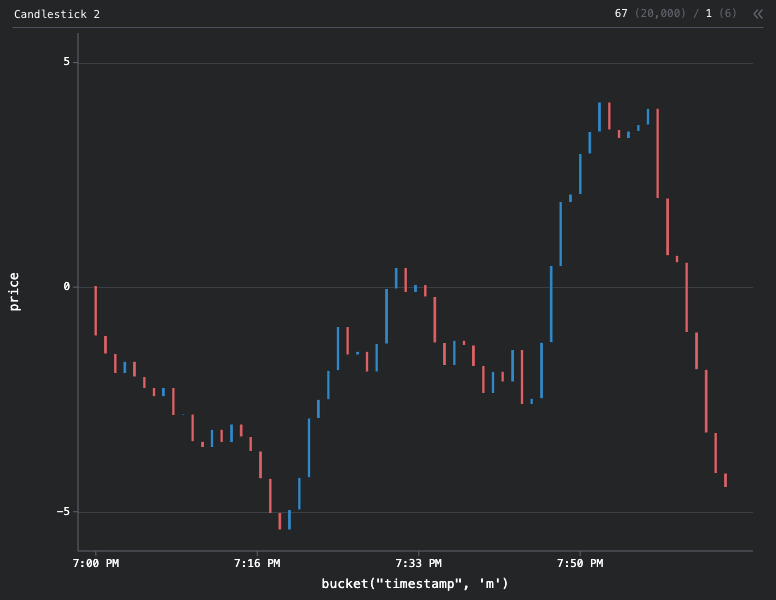 Candlestick 2
67 (20,000) / 1 (6) «
5
0
−5
price
7:00 PM 7:16 PM 7:33 PM 7:50 PM
bucket("timestamp", 'm')